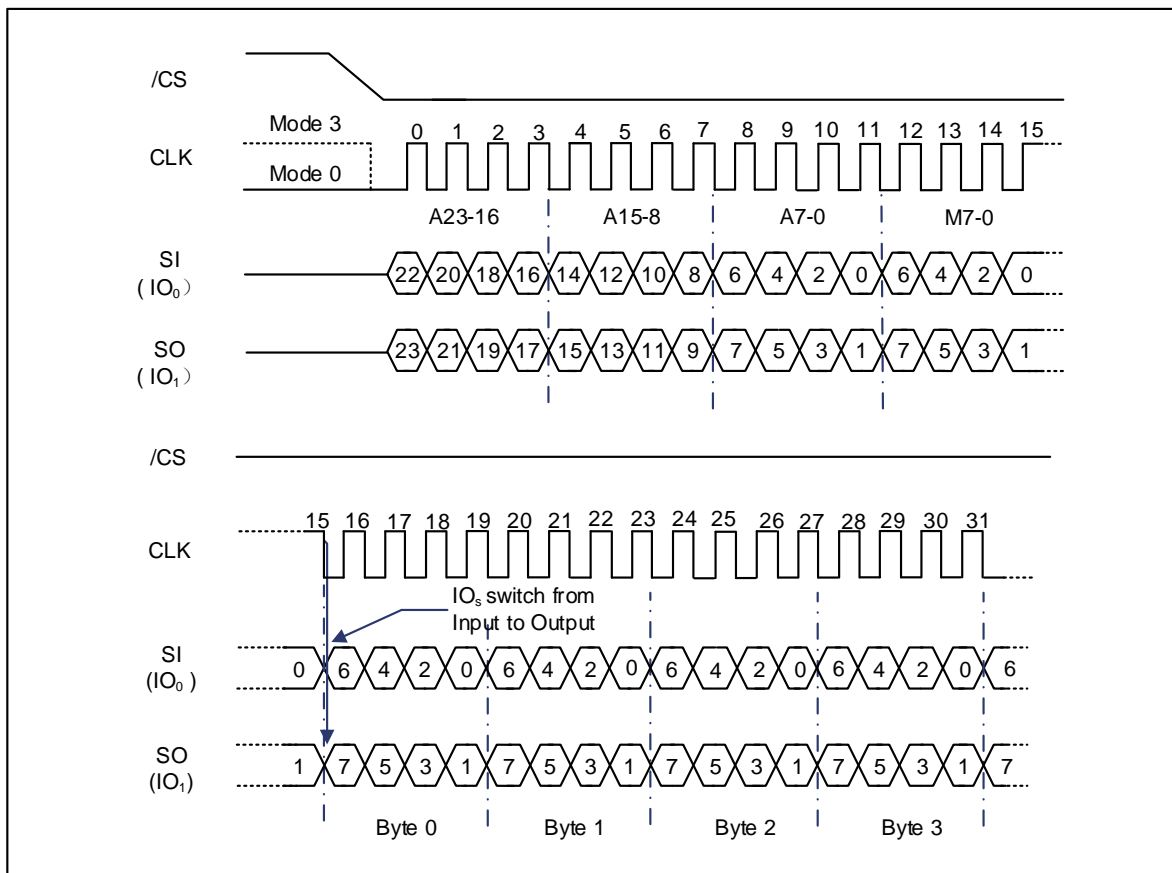 /CS
Mode 3
CLK
Mode 0
0 1 2 3 4 5 6 7 8 9 10 11 12 13 14 15
A23-16 A15-8 A7-0 M7-0
SI
( IO₀）
22 20 18 16 14 12 10 8 6 4 2 0 6 4 2 0
SO
( IO₁）
23 21 19 17 15 13 11 9 7 5 3 1 7 5 3 1
/CS
15 16 17 18 19 20 21 22 23 24 25 26 27 28 29 30 31
CLK
IOₛ switch from
Input to Output
SI
(IO₀ )
0 6 4 2 0 6 4 2 0 6 4 2 0 6 4 2 0 6
SO
(IO₁)
1 7 5 3 1 7 5 3 1 7 5 3 1 7 5 3 1 7
Byte 0 Byte 1 Byte 2 Byte 3